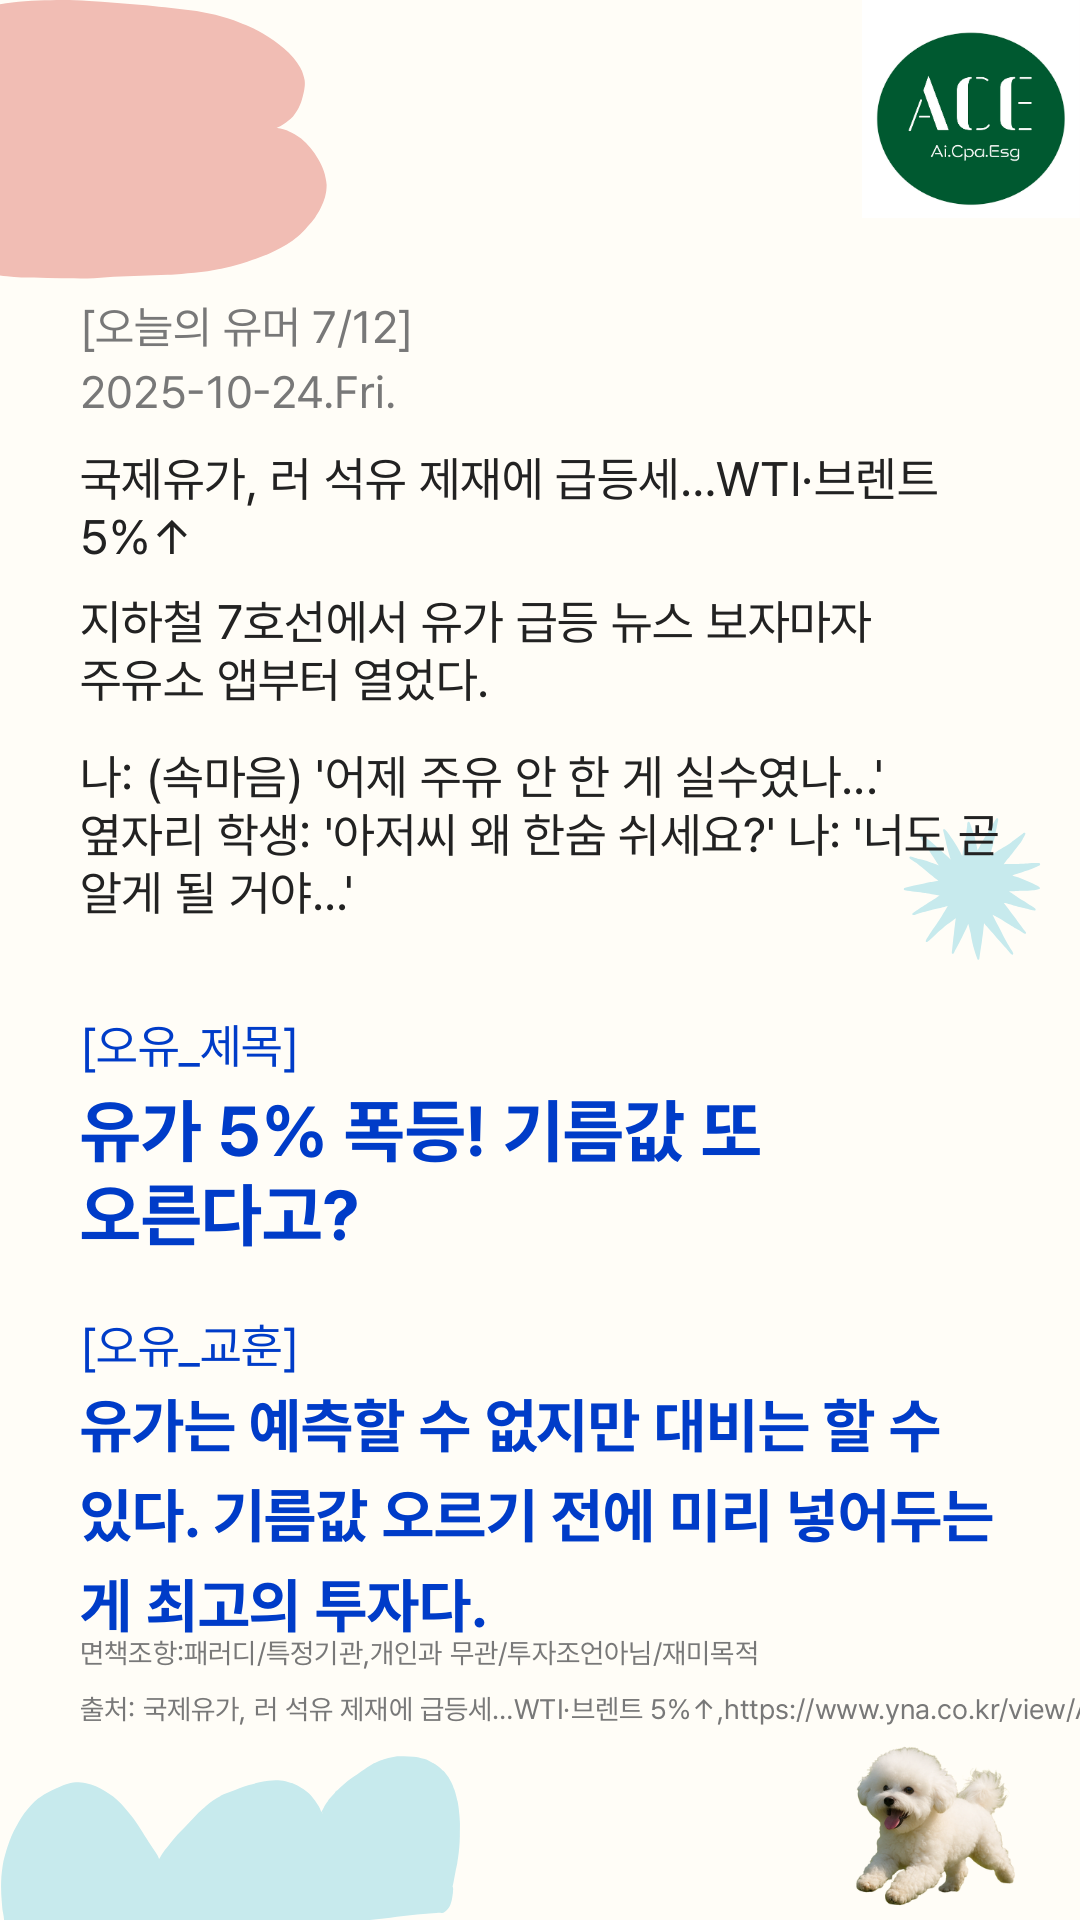 ACE
Ai.Cpa.Esg
[오늘의 유머 7/12]
2025-10-24.Fri.
국제유가, 러 석유 제재에 급등세...WTI·브렌트
5%↑
지하철 7호선에서 유가 급등 뉴스 보자마자
주유소 앱부터 열었다.
나: (속마음) '어제 주유 안 한 게 실수였나...'
옆자리 학생: '아저씨 왜 한숨 쉬세요?' 나: '너도 곧
알게 될 거야...'
[오유_제목]
유가 5% 폭등! 기름값 또
오른다고?
[오유_교훈]
유가는 예측할 수 없지만 대비는 할 수
있다. 기름값 오르기 전에 미리 넣어두는
게 최고의 투자다.
면책조항:패러디/특정기관,개인과 무관/투자조언아님/재미목적
출처: 국제유가, 러 석유 제재에 급등세...WTI·브렌트 5%↑,https://www.yna.co.kr/view/